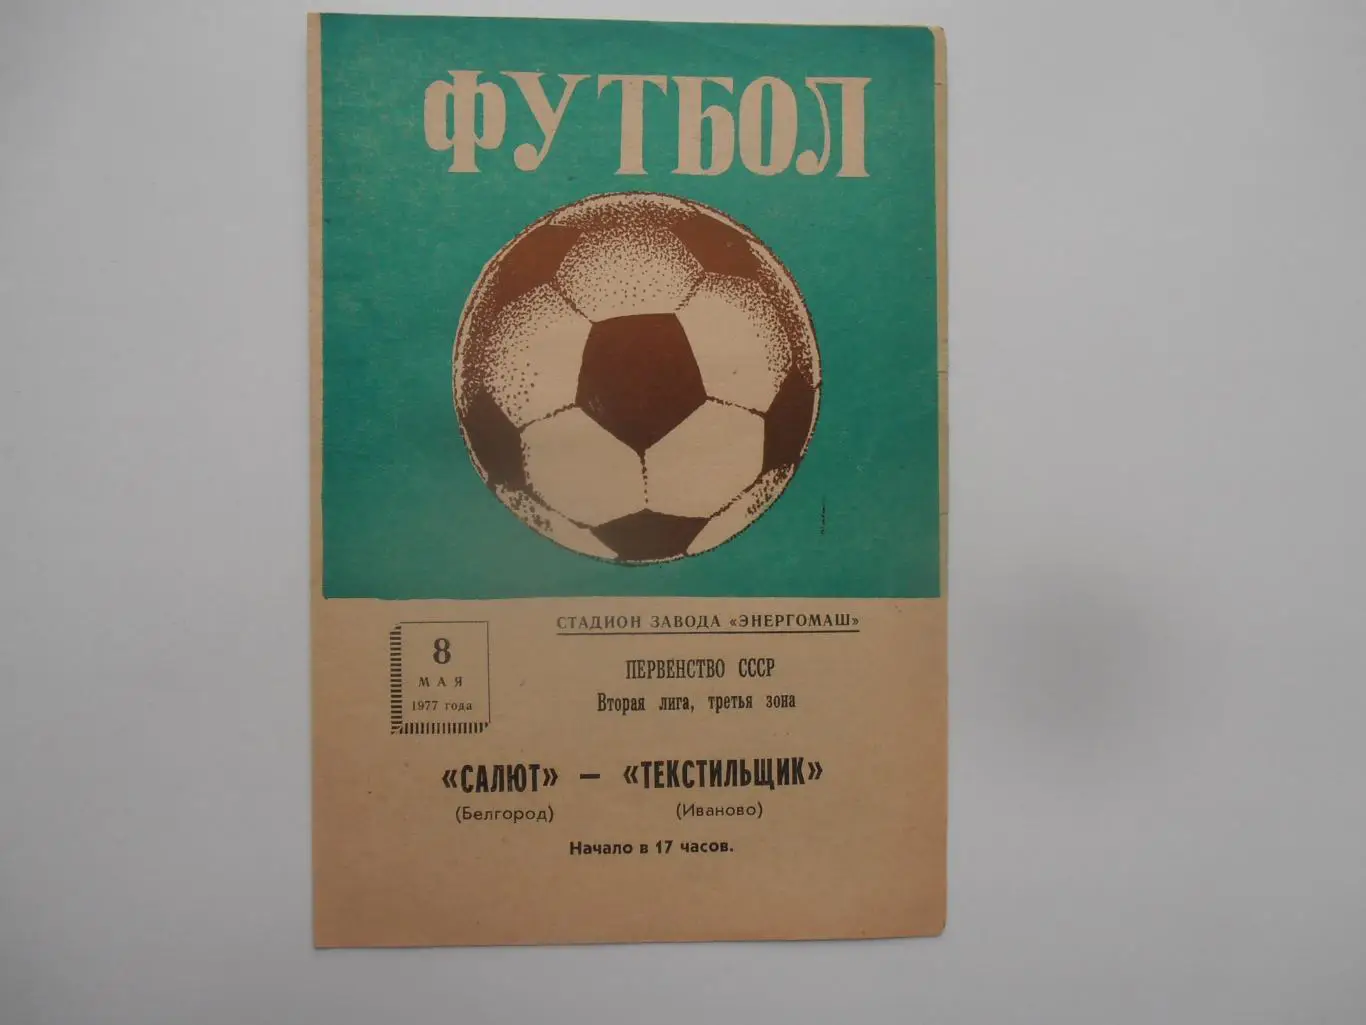 ФУТБОЛ
СТАДИОН ЗАВОДА «ЭНЕРГОМАШ»
8
МАЯ
1977 года
ПЕРВЕНСТВО СССР
Вторая лига, третья зона
«САЛЮТ» — «ТЕКСТИЛЬЩИК»
(Белгород) (Иваново)
Начало в 17 часов.